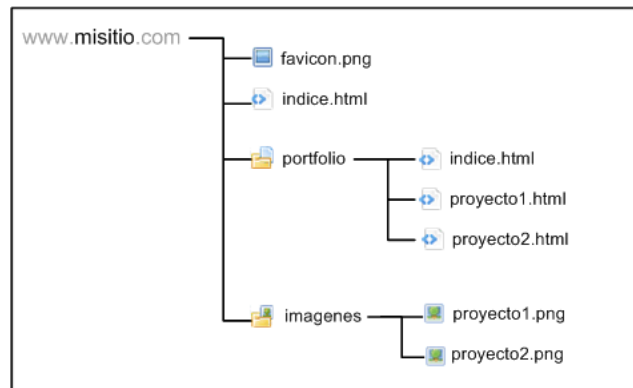 www.misitio.com
favicon.png
indice.html
portfolio
indice.html
proyecto1.html
proyecto2.html
imagenes
proyecto1.png
proyecto2.png